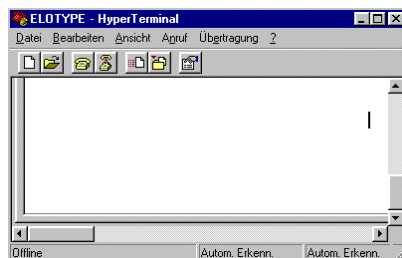 ELOTYPE - HyperTerminal
Datei Bearbeiten Ansicht Anruf Übertragung ?
Offline Autom. Erkenn. Autom. Erkenn.